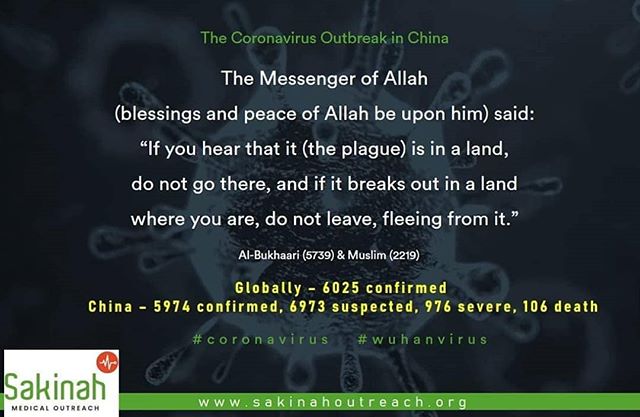 The Coronavirus Outbreak in China
The Messenger of Allah
(blessings and peace of Allah be upon him) said:
“If you hear that it (the plague) is in a land,
do not go there, and if it breaks out in a land
where you are, do not leave, fleeing from it.”
Al-Bukhaari (5739) & Muslim (2219)
Globally – 6025 confirmed
China – 5974 confirmed, 6973 suspected, 976 severe, 106 death
#coronavirus #wuhanvirus
Sakinah
MEDICAL OUTREACH
www.sakinahoutreach.org